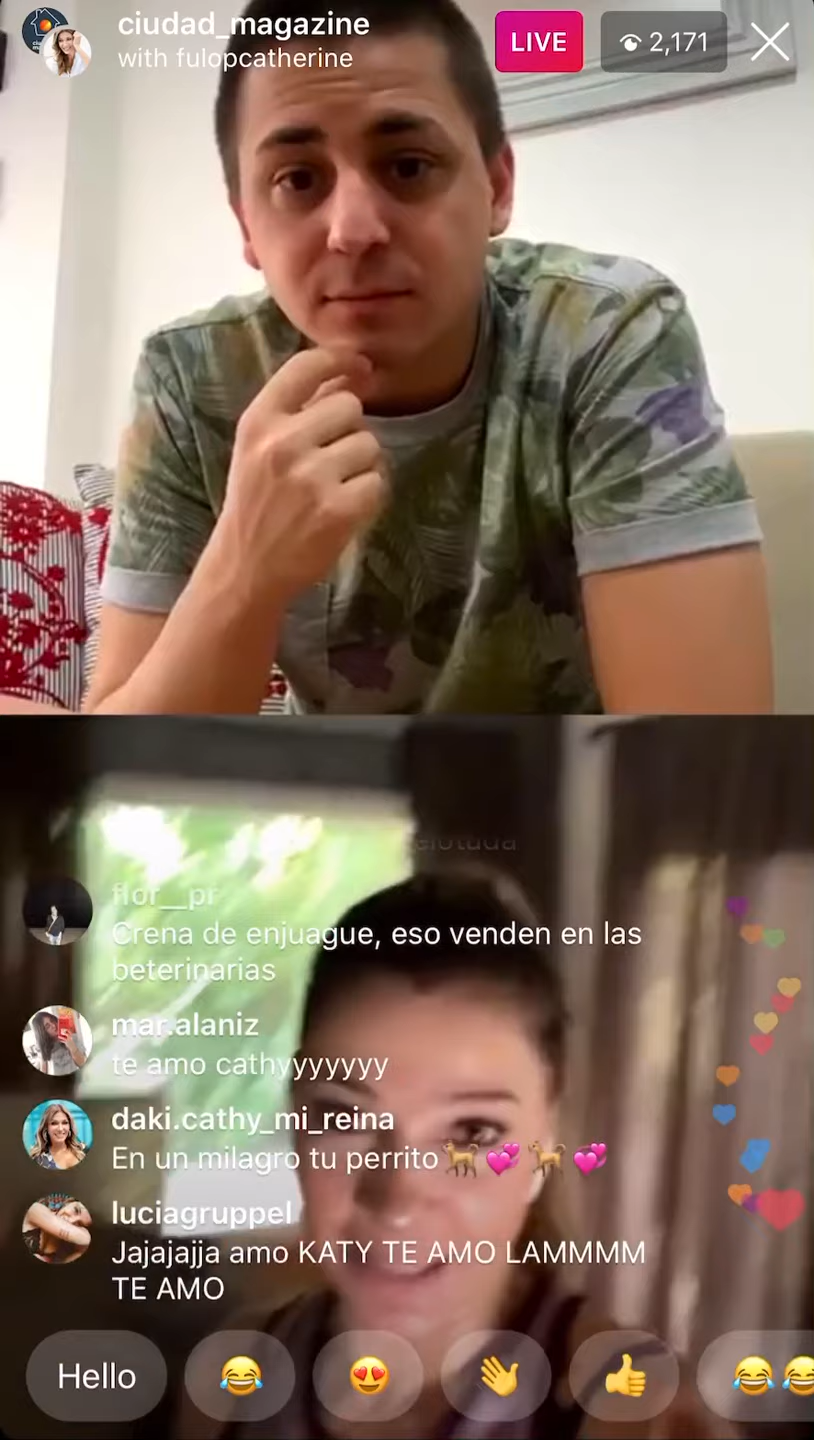 ciudad_magazine
with fulopcatherine
LIVE
2,171
flor__pr
Crena de enjuague, eso venden en las
beterinarias
mar.alaniz
te amo cathyyyyyyy
daki.cathy_mi_reina
En un milagro tu perrito🐕💞🐕💞
luciagruppel
Jajajajja amo KATY TE AMO LAMMMM
TE AMO
Hello